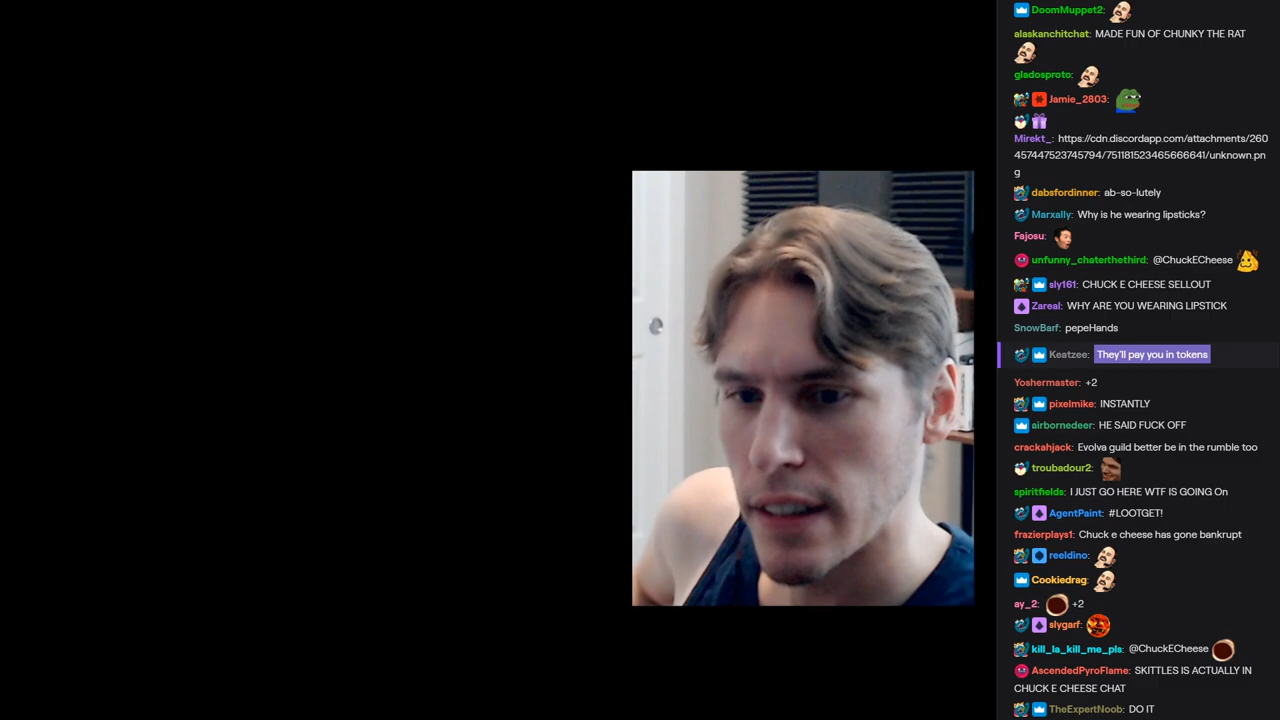 DoomMuppet2:
alaskanchitchat: MADE FUN OF CHUNKY THE RAT
gladosproto:
Jamie_2803:
Mirekt_: https://cdn.discordapp.com/attachments/260
457447523745794/751181523465666641/unknown.pn
g
dabsfordinner: ab-so-lutely
Marxally: Why is he wearing lipsticks?
Fajosu:
unfunny_chaterthethird: @ChuckECheese
sly161: CHUCK E CHEESE SELLOUT
Zareal: WHY ARE YOU WEARING LIPSTICK
SnowBarf: pepeHands
Keatzee: They'll pay you in tokens
Yoshermaster: +2
pixelmike: INSTANTLY
airbornedeer: HE SAID FUCK OFF
crackahjack: Evolva guild better be in the rumble too
troubadour2:
spiritfields: I JUST GO HERE WTF IS GOING On
AgentPaint: #LOOTGET!
frazierplays1: Chuck e cheese has gone bankrupt
reeldino:
Cookiedrag:
ay_2: +2
slygarf:
kill_la_kill_me_pls: @ChuckECheese
AscendedPyroFlame: SKITTLES IS ACTUALLY IN
CHUCK E CHEESE CHAT
TheExpertNoob: DO IT